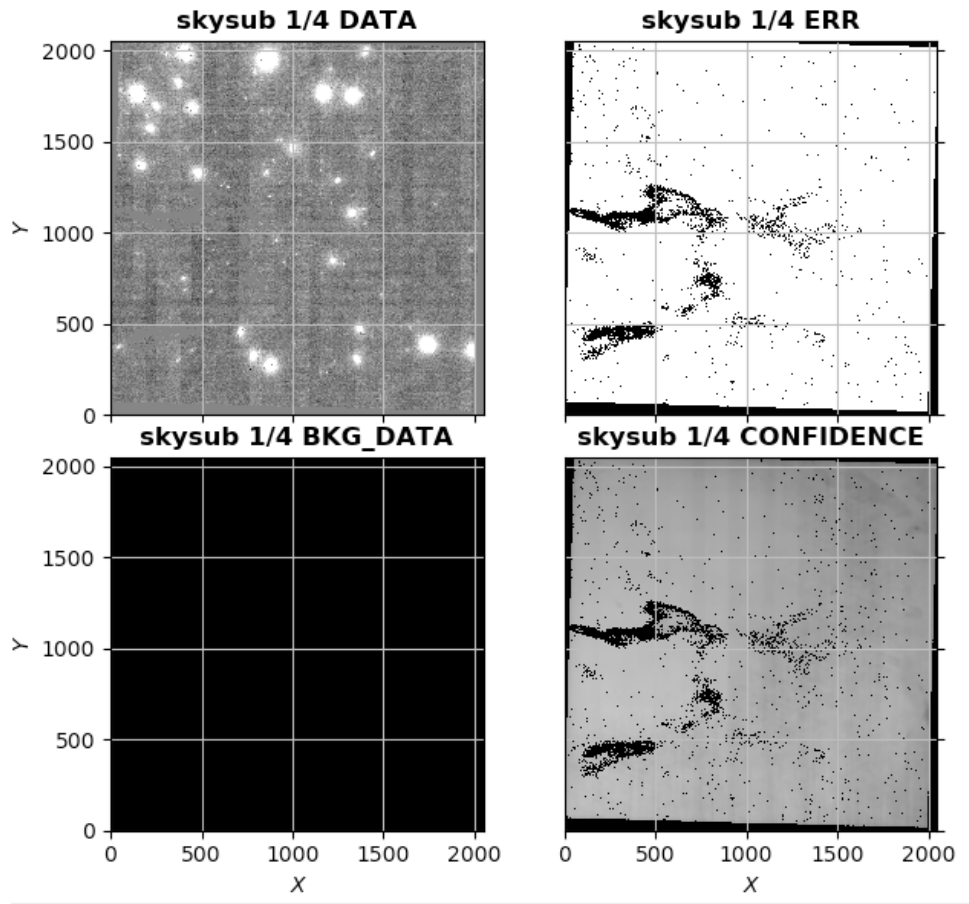 skysub 1/4 DATA
skysub 1/4 ERR
2000
1500
1000
500
0
Y
skysub 1/4 BKG_DATA
skysub 1/4 CONFIDENCE
2000
1500
1000
500
0
Y
0 500 1000 1500 2000
0 500 1000 1500 2000
X
X